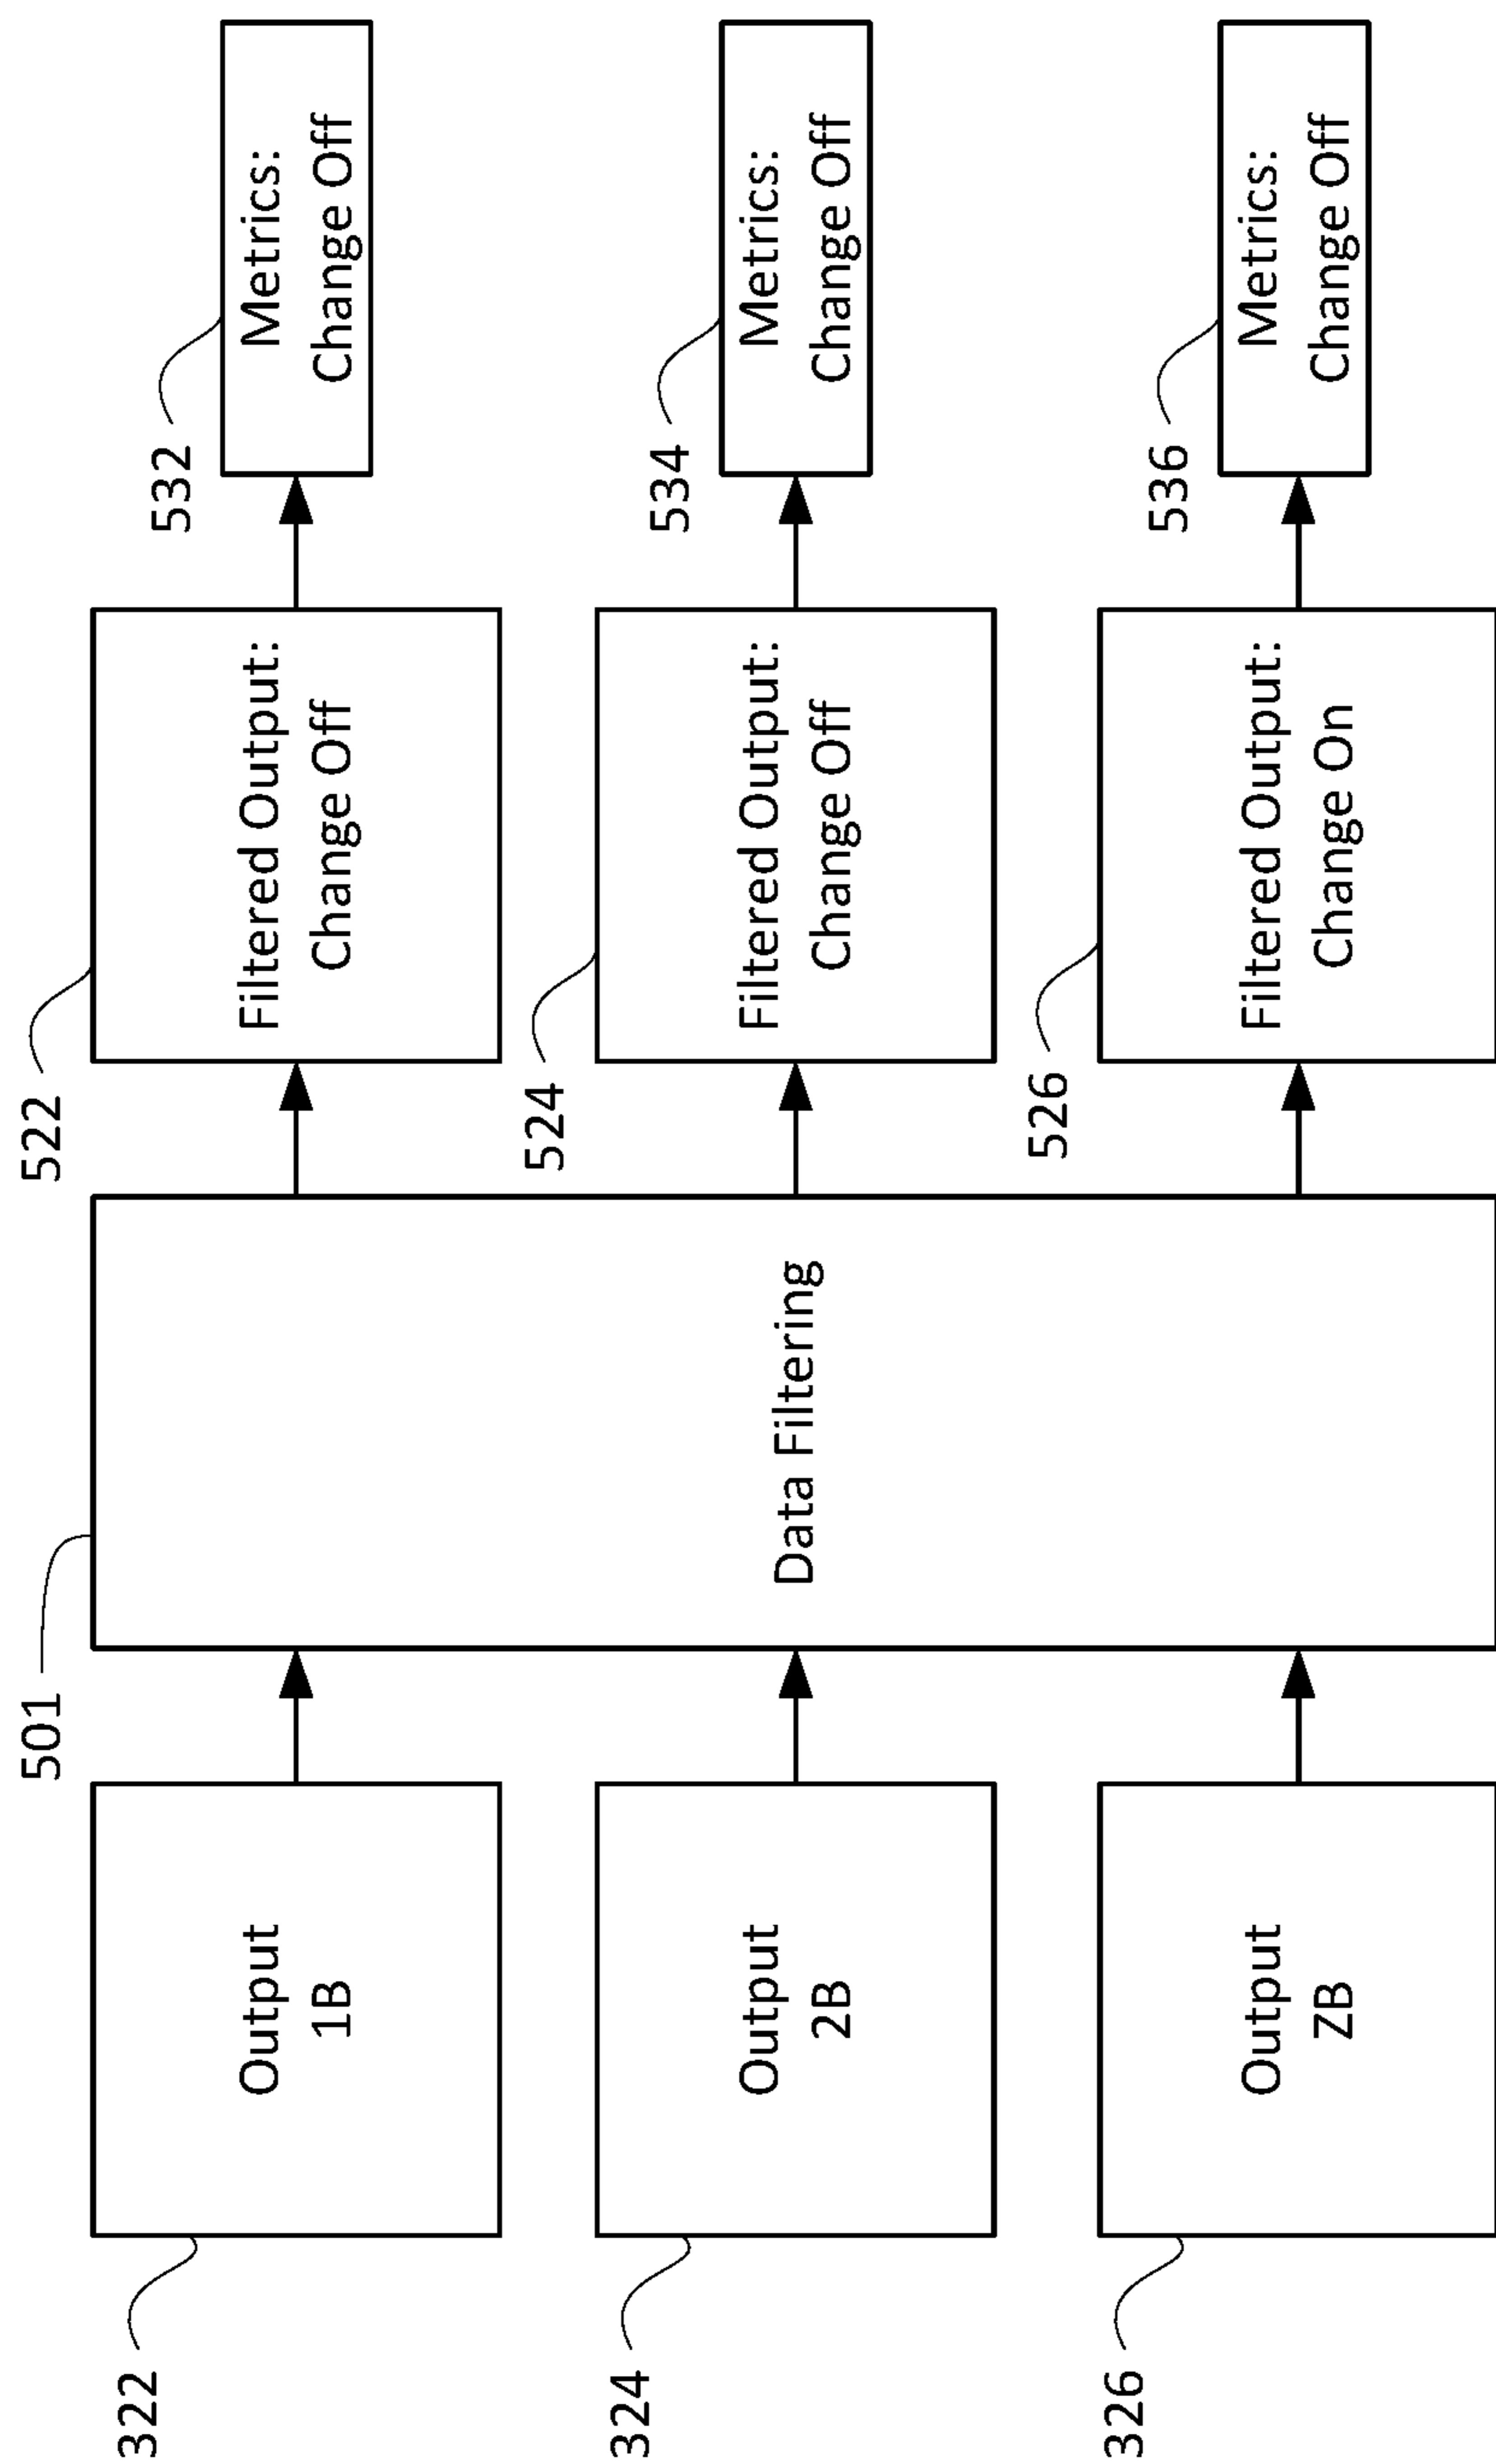 501
522
532
322
Output
1B
Filtered Output:
Change Off
Metrics:
Change Off
524
534
324
Output
2B
Data Filtering
Filtered Output:
Change Off
Metrics:
Change Off
526
536
326
Output
ZB
Filtered Output:
Change On
Metrics:
Change Off